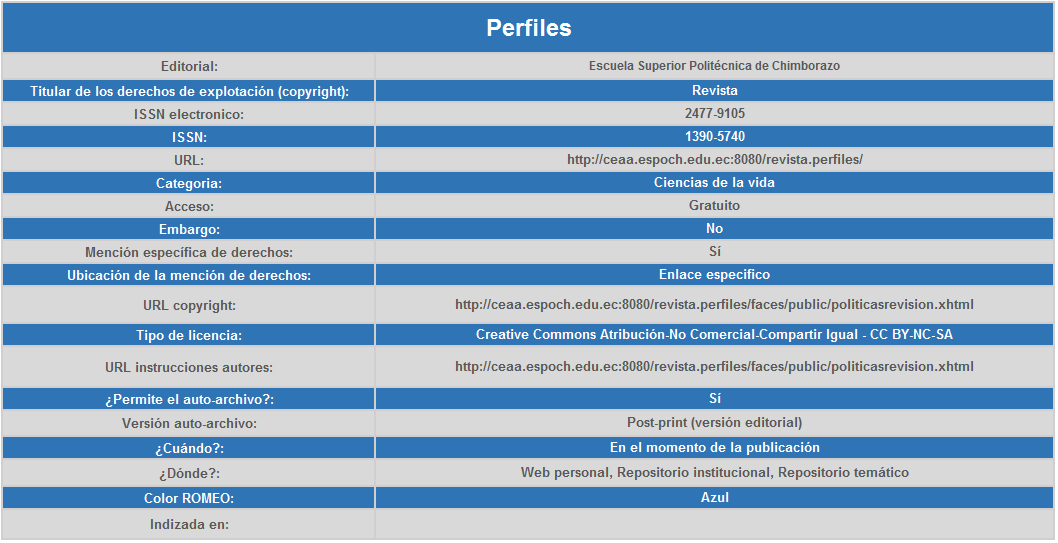 Perfiles
Editorial: Escuela Superior Politécnica de Chimborazo
Titular de los derechos de explotación (copyright): Revista
ISSN electronico: 2477-9105
ISSN: 1390-5740
URL: http://ceaa.espoch.edu.ec:8080/revista.perfiles/
Categoria: Ciencias de la vida
Acceso: Gratuito
Embargo: No
Mención específica de derechos: Sí
Ubicación de la mención de derechos: Enlace especifico
URL copyright: http://ceaa.espoch.edu.ec:8080/revista.perfiles/faces/public/politicasrevision.xhtml
Tipo de licencia: Creative Commons Atribución-No Comercial-Compartir Igual - CC BY-NC-SA
URL instrucciones autores: http://ceaa.espoch.edu.ec:8080/revista.perfiles/faces/public/politicasrevision.xhtml
¿Permite el auto-archivo?: Sí
Versión auto-archivo: Post-print (versión editorial)
¿Cuándo?: En el momento de la publicación
¿Dónde?: Web personal, Repositorio institucional, Repositorio temático
Color ROMEO: Azul
Indizada en: